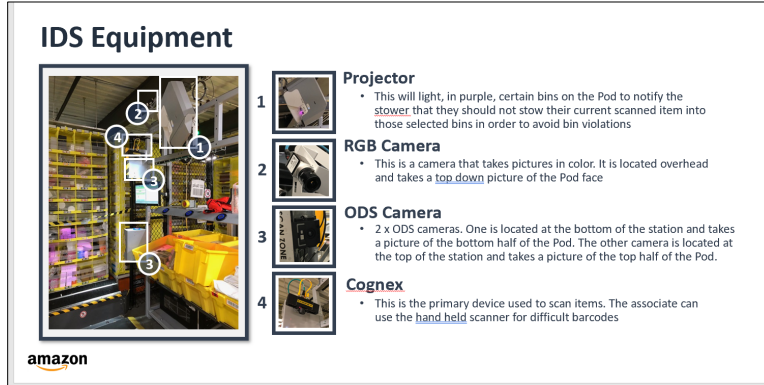 IDS Equipment
2
4
1
3
3
1
Projector
• This will light, in purple, certain bins on the Pod to notify the
stower that they should not stow their current scanned item into
those selected bins in order to avoid bin violations
2
RGB Camera
• This is a camera that takes pictures in color. It is located overhead
and takes a top down picture of the Pod face
3
SCAN ZONE
ODS Camera
• 2 x ODS cameras. One is located at the bottom of the station and takes
a picture of the bottom half of the Pod. The other camera is located at
the top of the station and takes a picture of the top half of the Pod.
4
Cognex
• This is the primary device used to scan items. The associate can
use the hand held scanner for difficult barcodes
amazon